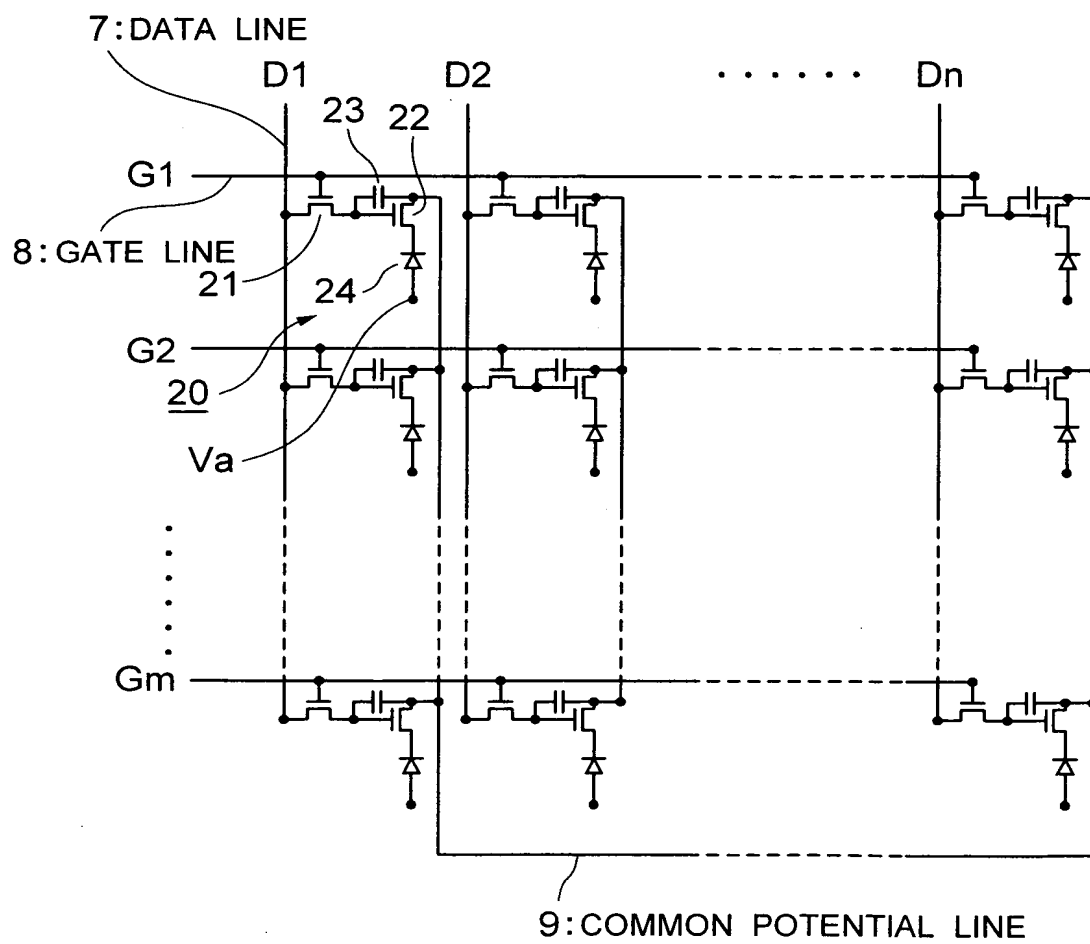 7:DATA LINE
D1 D2 ······ Dn
23 22
G1
8:GATE LINE
21 24
G2
20
Va
Gm
9:COMMON POTENTIAL LINE